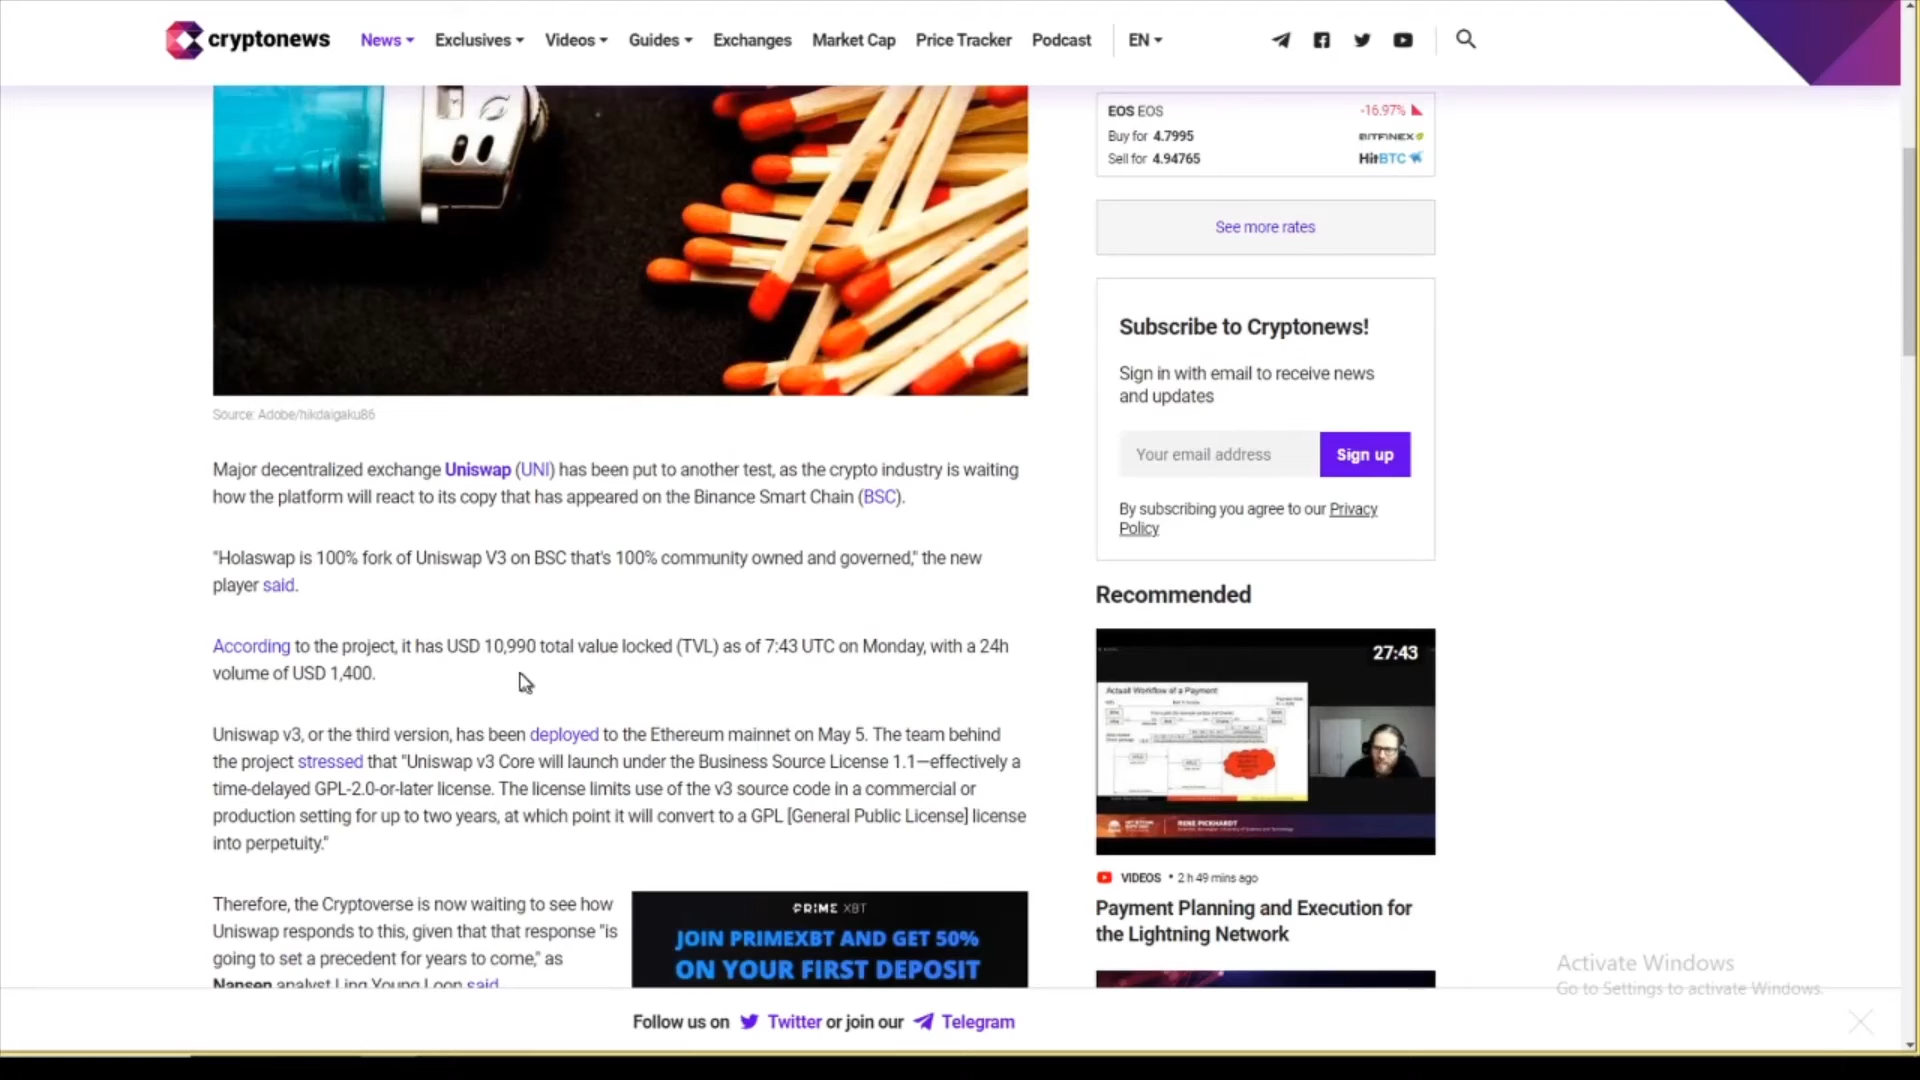 cryptonews
News Exclusives Videos Guides Exchanges Market Cap Price Tracker Podcast EN
EOS EOS -16.97%
Buy for 4.7995 BITFINEX
Sell for 4.94765 HitBTC
See more rates
Subscribe to Cryptonews!
Sign in with email to receive news
and updates
Your email address Sign up
By subscribing you agree to our Privacy
Policy
Source: Adobe/hikdaigaku86
Major decentralized exchange Uniswap (UNI) has been put to another test, as the crypto industry is waiting
how the platform will react to its copy that has appeared on the Binance Smart Chain (BSC).
"Holaswap is 100% fork of Uniswap V3 on BSC that's 100% community owned and governed," the new
player said.
According to the project, it has USD 10,990 total value locked (TVL) as of 7:43 UTC on Monday, with a 24h
volume of USD 1,400.
Uniswap v3, or the third version, has been deployed to the Ethereum mainnet on May 5. The team behind
the project stressed that "Uniswap v3 Core will launch under the Business Source License 1.1—effectively a
time-delayed GPL-2.0-or-later license. The license limits use of the v3 source code in a commercial or
production setting for up to two years, at which point it will convert to a GPL [General Public License] license
into perpetuity."
Therefore, the Cryptoverse is now waiting to see how
Uniswap responds to this, given that that response "is
going to set a precedent for years to come," as
Nansen analyst Ling Young Loon said
PRIME XBT
JOIN PRIMEXBT AND GET 50%
ON YOUR FIRST DEPOSIT
Recommended
27:43
Actual Workflow of a Payment
RENE PICKHARDT
VIDEOS • 2 h 49 mins ago
Payment Planning and Execution for
the Lightning Network
Activate Windows
Go to Settings to activate Windows.
Follow us on Twitter or join our Telegram